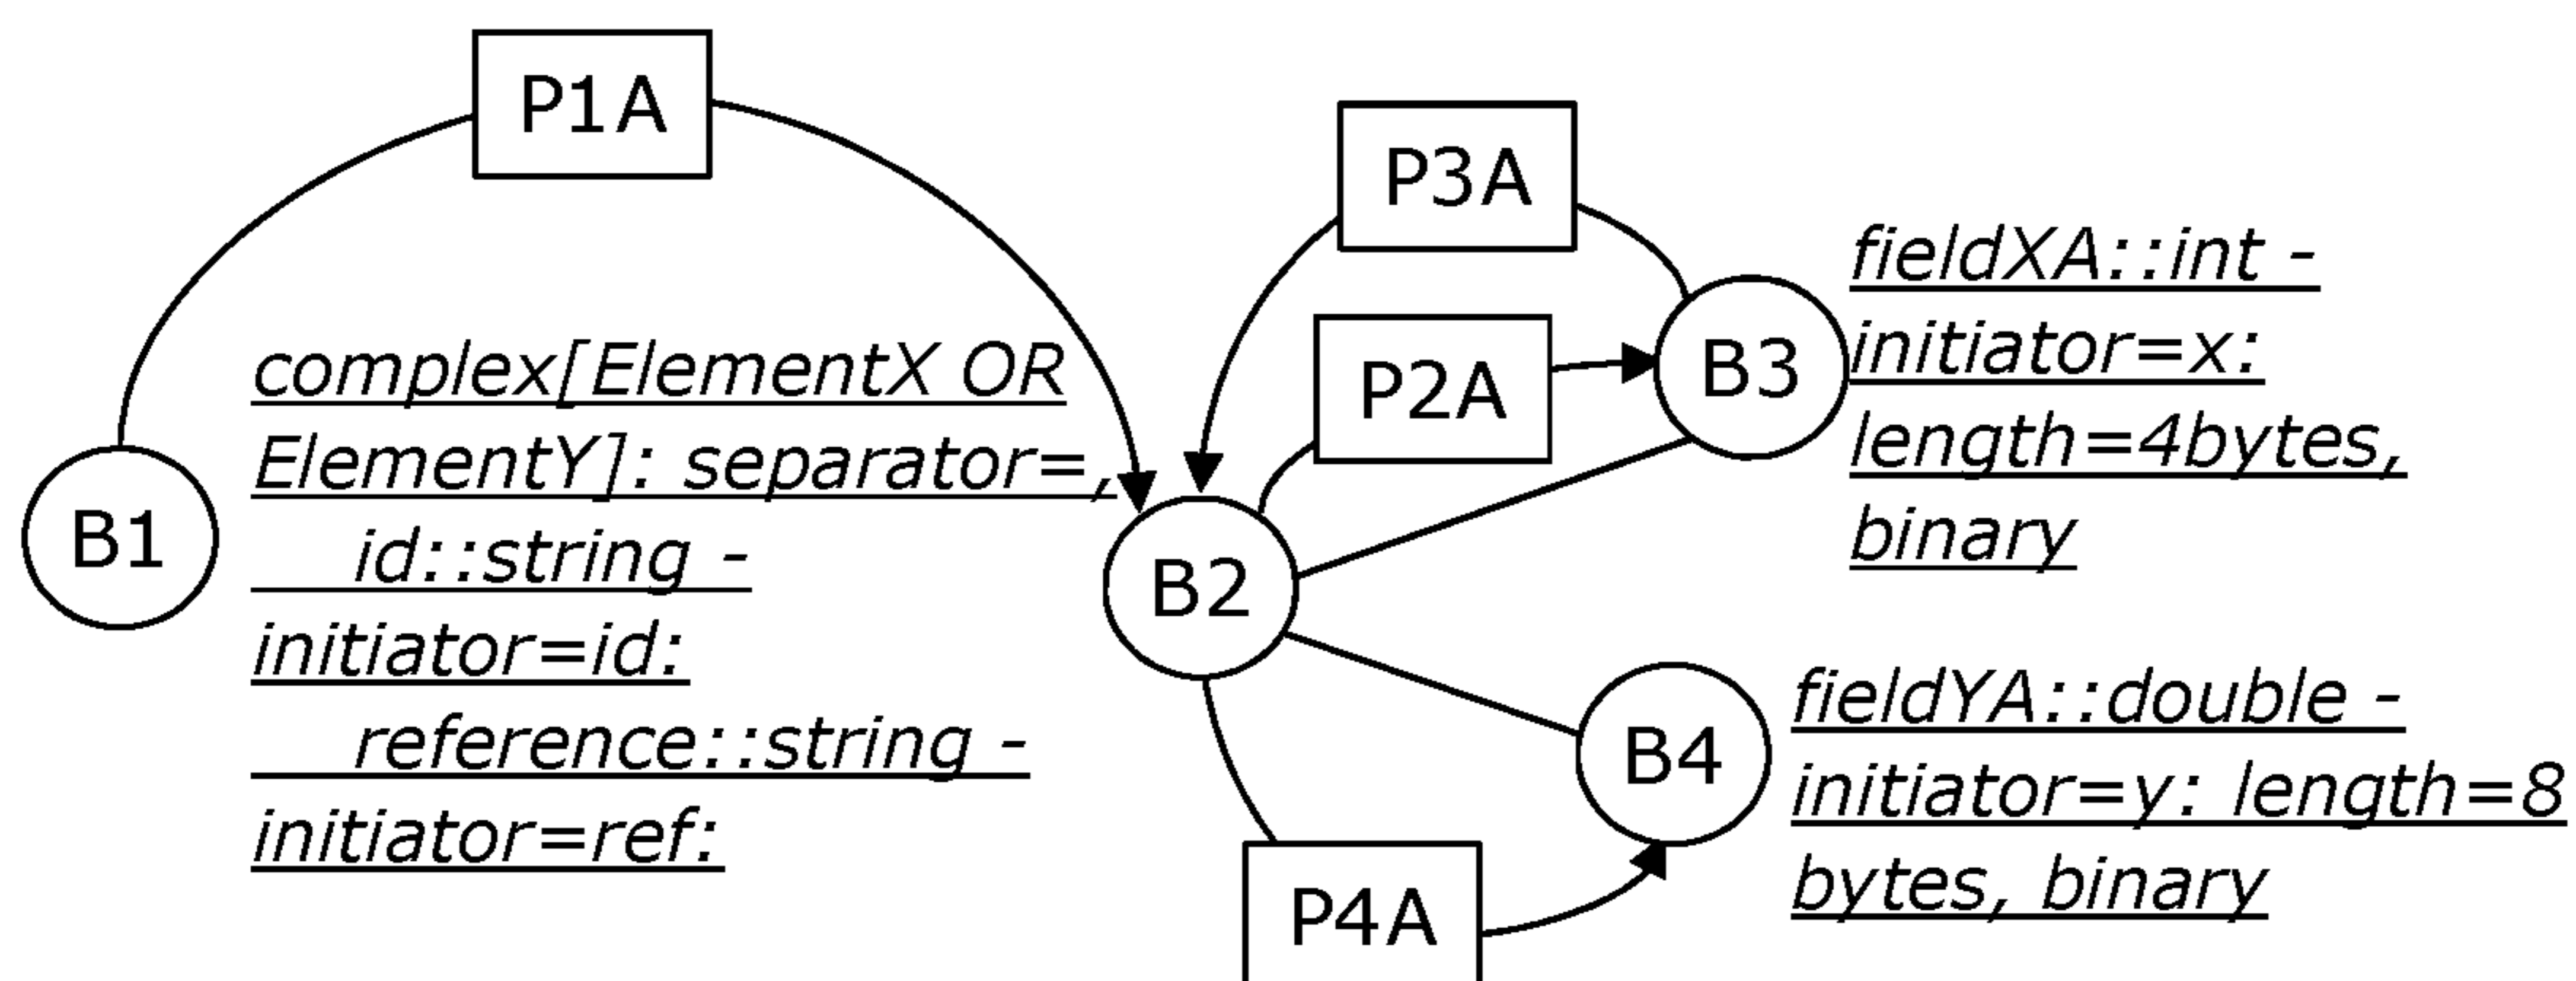 P1A
P3A
fieldXA::int -
initiator=x:
length=4bytes,
binary
P2A
B3
complex[ElementX OR
ElementY]: separator=,
id::string -
initiator=id:
reference::string -
initiator=ref:
B1
B2
fieldYA::double -
initiator=y: length=8
bytes, binary
B4
P4A